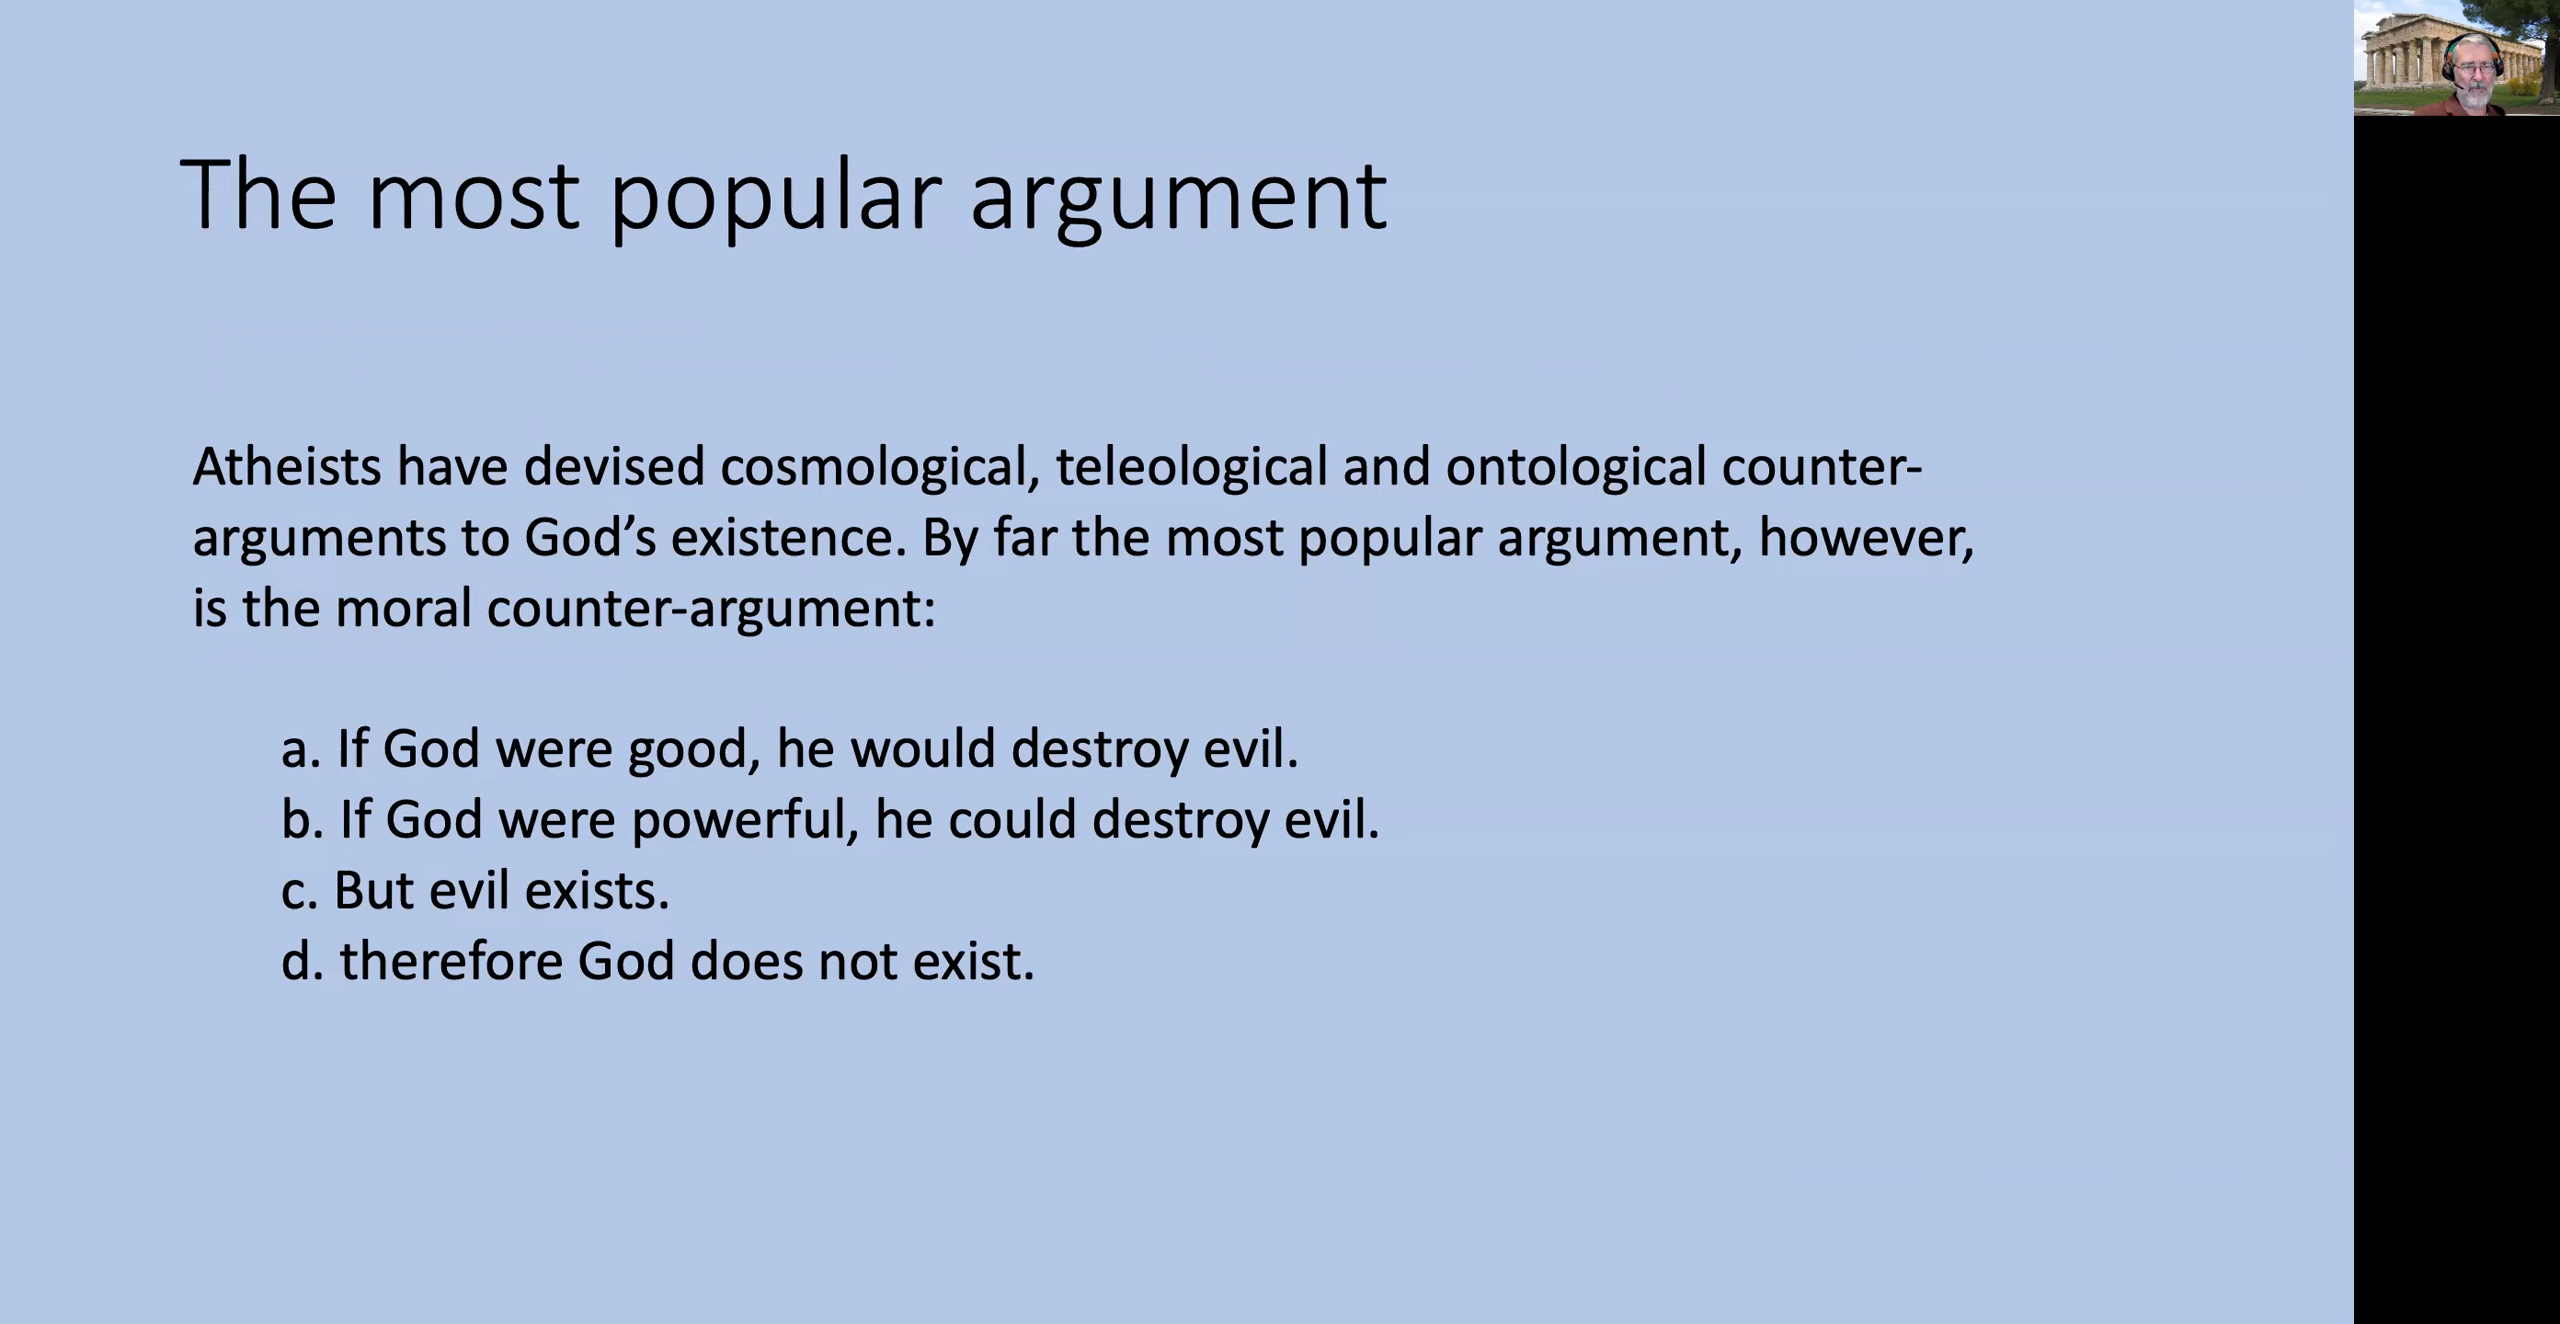 The most popular argument
Atheists have devised cosmological, teleological and ontological counter-
arguments to God’s existence. By far the most popular argument, however,
is the moral counter-argument:
a. If God were good, he would destroy evil.
b. If God were powerful, he could destroy evil.
c. But evil exists.
d. therefore God does not exist.